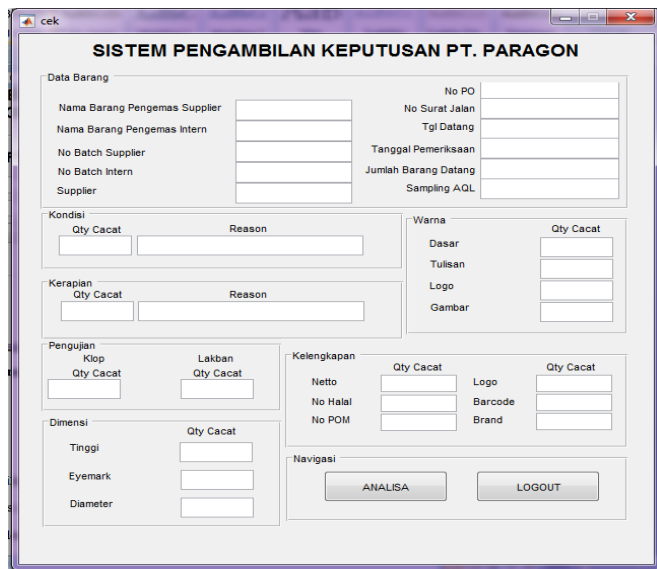 cek
SISTEM PENGAMBILAN KEPUTUSAN PT. PARAGON
Data Barang
Nama Barang Pengemas Supplier
Nama Barang Pengemas Intern
No Batch Supplier
No Batch Intern
Supplier
No PO
No Surat Jalan
Tgl Datang
Tanggal Pemeriksaan
Jumlah Barang Datang
Sampling AQL
Kondisi
Qty Cacat Reason
Kerapian
Qty Cacat Reason
Warna
Qty Cacat
Dasar
Tulisan
Logo
Gambar
Pengujian
Klop Lakban
Qty Cacat Qty Cacat
Kelengkapan
Qty Cacat Qty Cacat
Netto Logo
No Halal Barcode
No POM Brand
Dimensi
Qty Cacat
Tinggi
Eyemark
Diameter
Navigasi
ANALISA LOGOUT